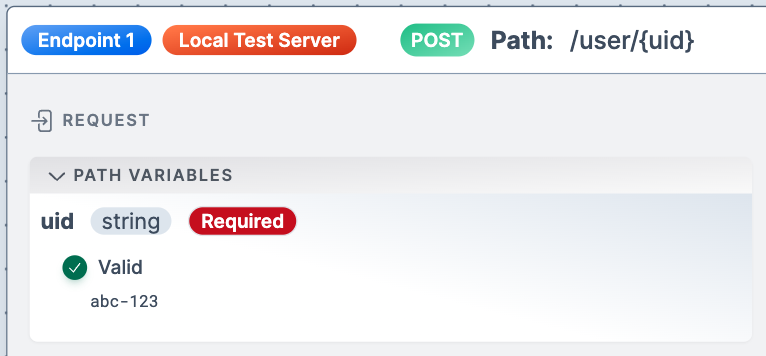 Endpoint 1 Local Test Server POST Path: /user/{uid}
REQUEST
PATH VARIABLES
uid string Required
Valid
abc-123